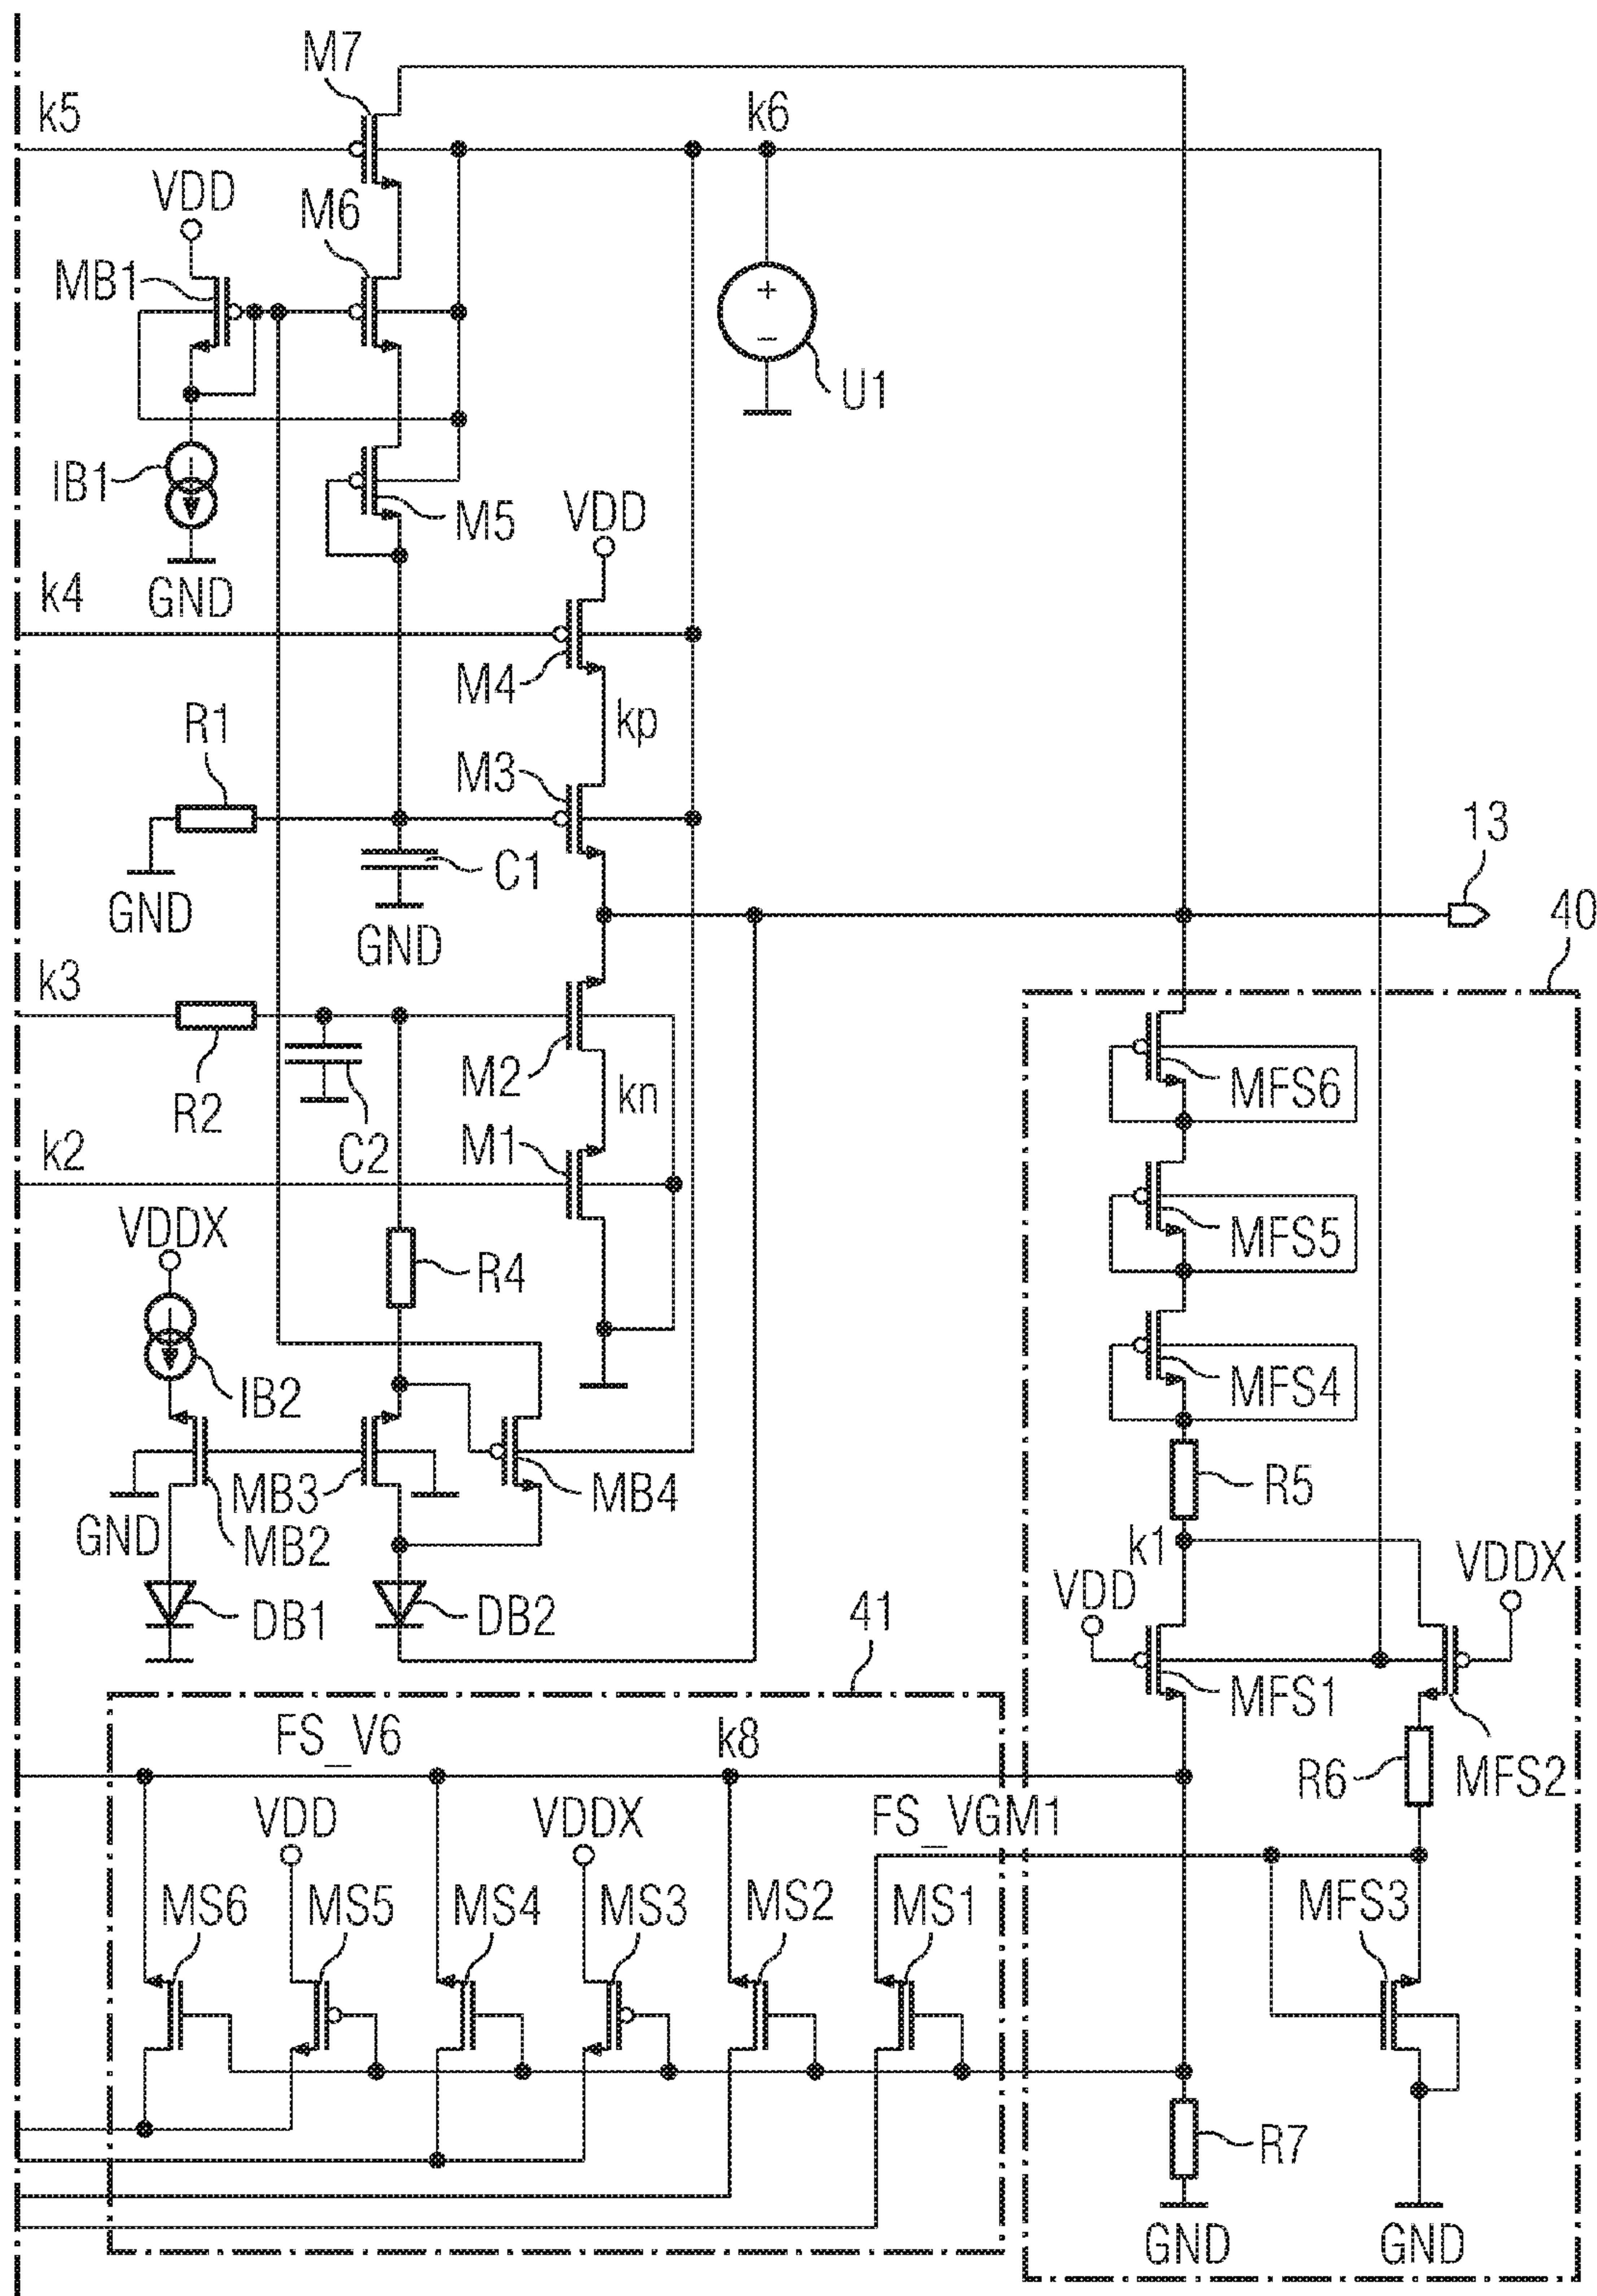 M7
k5
k6
VDD
M6
MB1
+
−
U1
IB1
M5
VDD
k4
GND
M4
kp
R1
M3
13
C1
GND
40
GND
k3
M2
MFS6
R2
kn
C2
M1
k2
MFS5
VDDX
R4
IB2
MFS4
MB3
MB4
R5
GND
MB2
k1
VDDX
VDD
DB1
DB2
41
MFS1
FS_V6
k8
R6
MFS2
VDD
VDDX
FS_VGM1
MS6
MS5
MS4
MS3
MS2
MS1
MFS3
R7
GND
GND